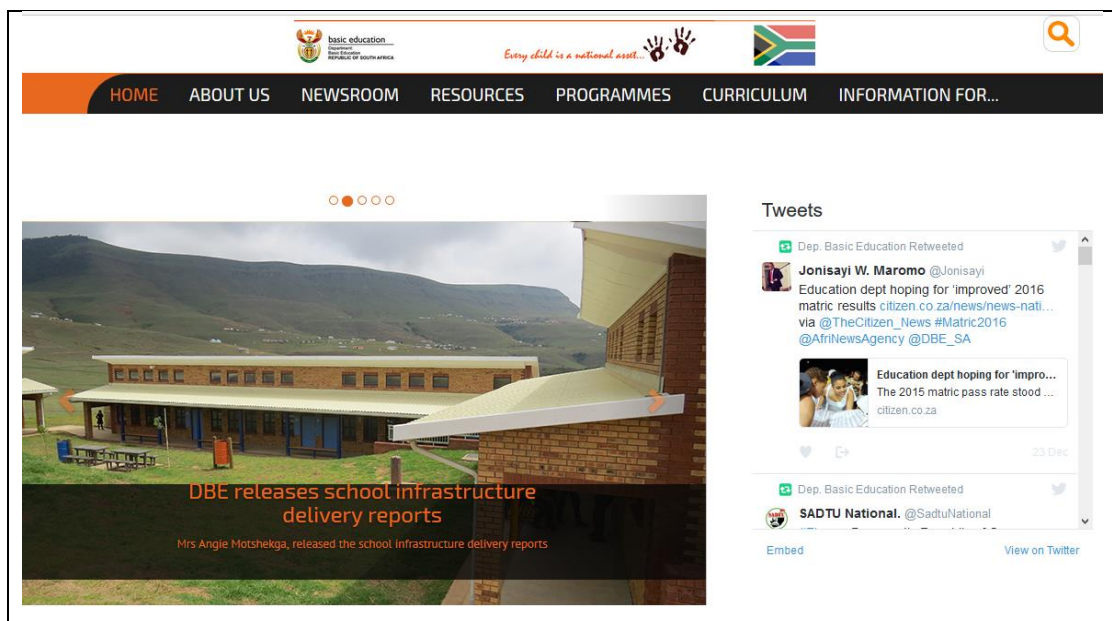 basic education
Department:
Basic Education
REPUBLIC OF SOUTH AFRICA
Every child is a national asset...
HOME ABOUT US NEWSROOM RESOURCES PROGRAMMES CURRICULUM INFORMATION FOR...
Tweets
Dep. Basic Education Retweeted
Jonisayi W. Maromo @Jonisayi
Education dept hoping for 'improved' 2016
matric results citizen.co.za/news/news-nati...
via @TheCitizen_News #Matric2016
@AfriNewsAgency @DBE_SA
Education dept hoping for 'impro...
The 2015 matric pass rate stood ...
citizen.co.za
23 Dec
Dep. Basic Education Retweeted
SADTU National. @SadtuNational
Embed View on Twitter
DBE releases school infrastructure
delivery reports
Mrs Angie Motshekga, released the school infrastructure delivery reports